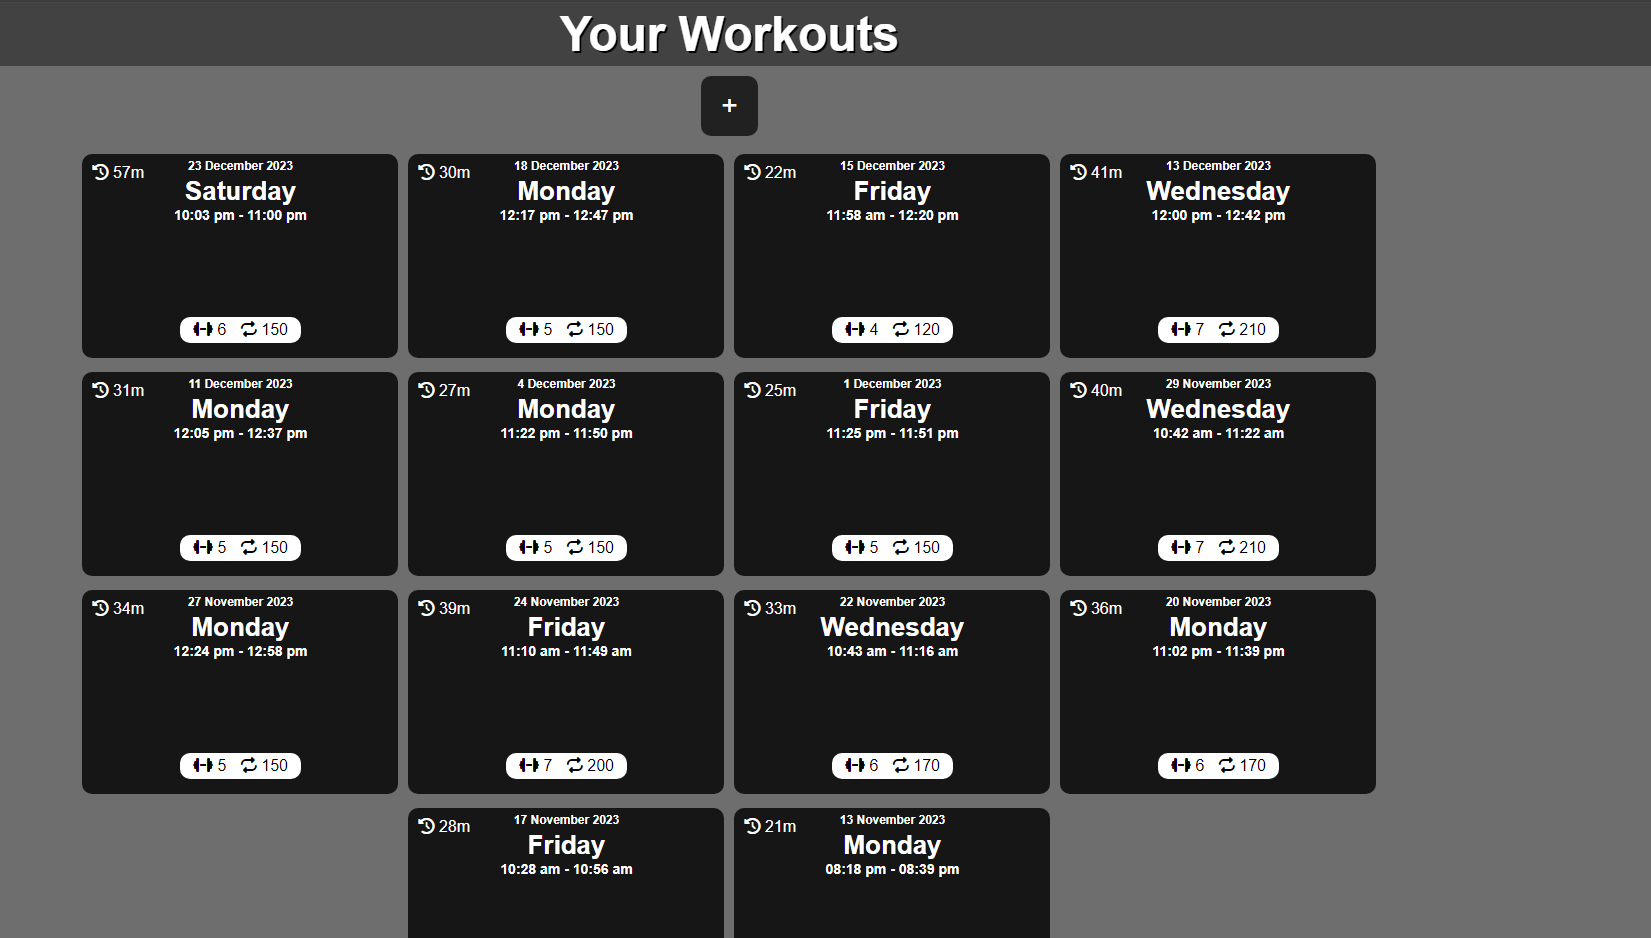 Your Workouts
+
57m
23 December 2023
Saturday
10:03 pm - 11:00 pm
6 150
30m
18 December 2023
Monday
12:17 pm - 12:47 pm
5 150
22m
15 December 2023
Friday
11:58 am - 12:20 pm
4 120
41m
13 December 2023
Wednesday
12:00 pm - 12:42 pm
7 210
31m
11 December 2023
Monday
12:05 pm - 12:37 pm
5 150
27m
4 December 2023
Monday
11:22 pm - 11:50 pm
5 150
25m
1 December 2023
Friday
11:25 pm - 11:51 pm
5 150
40m
29 November 2023
Wednesday
10:42 am - 11:22 am
7 210
34m
27 November 2023
Monday
12:24 pm - 12:58 pm
5 150
39m
24 November 2023
Friday
11:10 am - 11:49 am
7 200
33m
22 November 2023
Wednesday
10:43 am - 11:16 am
6 170
36m
20 November 2023
Monday
11:02 pm - 11:39 pm
6 170
28m
17 November 2023
Friday
10:28 am - 10:56 am
21m
13 November 2023
Monday
08:18 pm - 08:39 pm